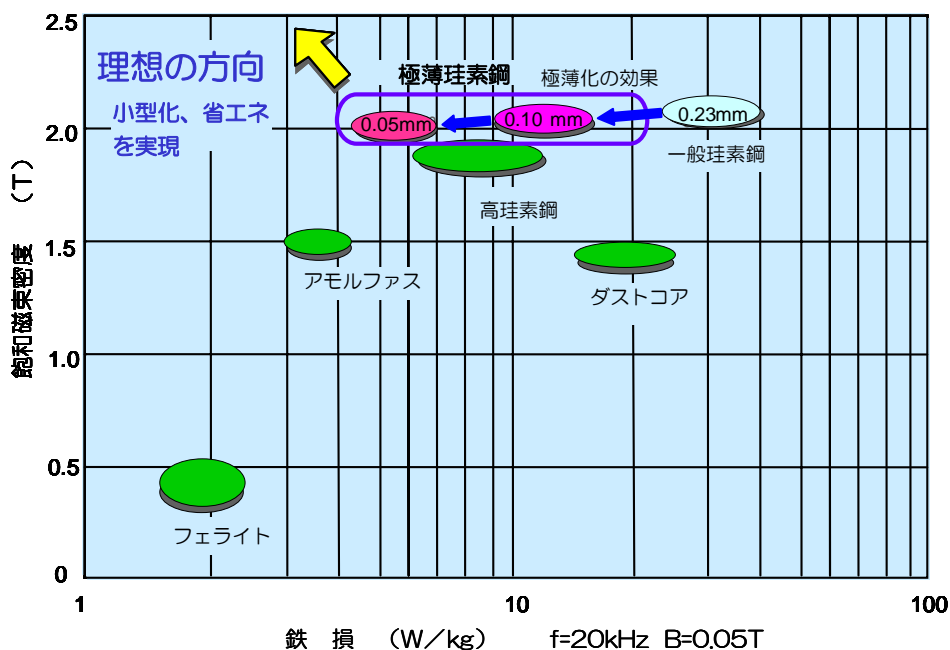 2.5
理想の方向
小型化、省エネ
を実現
極薄珪素鋼
極薄化の効果
2.0
0.05mm
0.10 mm
0.23mm
一般珪素鋼
高珪素鋼
飽和磁束密度 （T）
1.5
アモルファス
ダストコア
1.0
0.5
フェライト
0
1
10
100
鉄 損 （W／kg） f=20kHz B=0.05T